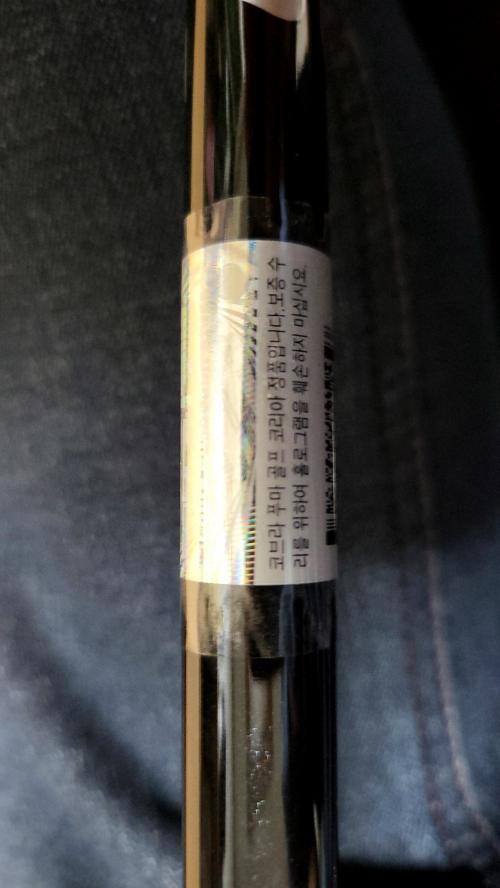 코브라 푸마 골프 코리아 정품입니다.보증 수
리를 위하여 홀로그램을 훼손하지 마십시오.